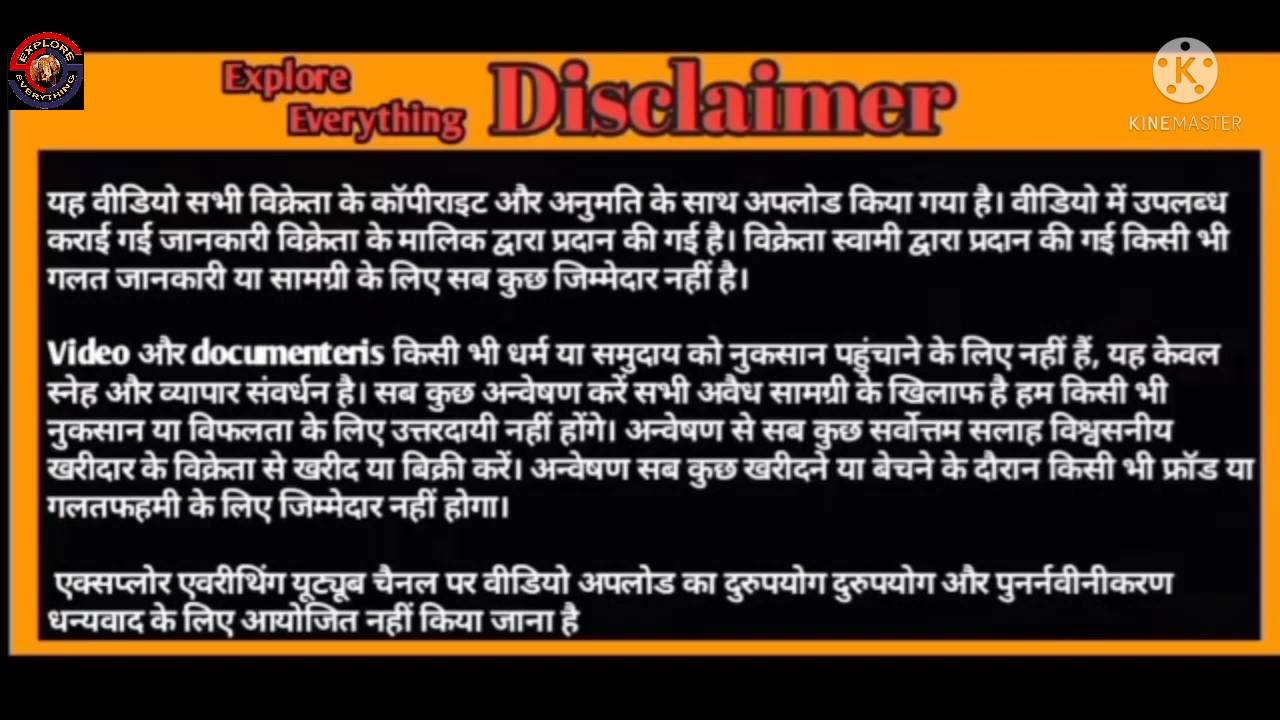 EXPLORE
EVERYTHING
Explore
Everything
Disclaimer
KINEMASTER
यह वीडियो सभी विक्रेता के कॉपीराइट और अनुमति के साथ अपलोड किया गया है। वीडियो में उपलब्ध
कराई गई जानकारी विक्रेता के मालिक द्वारा प्रदान की गई है। विक्रेता स्वामी द्वारा प्रदान की गई किसी भी
गलत जानकारी या सामग्री के लिए सब कुछ जिम्मेदार नहीं है।
Video और documenteris किसी भी धर्म या समुदाय को नुकसान पहुंचाने के लिए नहीं हैं, यह केवल
स्नेह और व्यापार संवर्धन है। सब कुछ अन्वेषण करें सभी अवैध सामग्री के खिलाफ है हम किसी भी
नुकसान या विफलता के लिए उत्तरदायी नहीं होंगे। अन्वेषण से सब कुछ सर्वोत्तम सलाह विश्वसनीय
खरीदार के विक्रेता से खरीद या बिक्री करें। अन्वेषण सब कुछ खरीदने या बेचने के दौरान किसी भी फ्रॉड या
गलतफहमी के लिए जिम्मेदार नहीं होगा।
एक्सप्लोर एवरीथिंग यूट्यूब चैनल पर वीडियो अपलोड का दुरुपयोग दुरुपयोग और पुनर्नवीनीकरण
धन्यवाद के लिए आयोजित नहीं किया जाना है